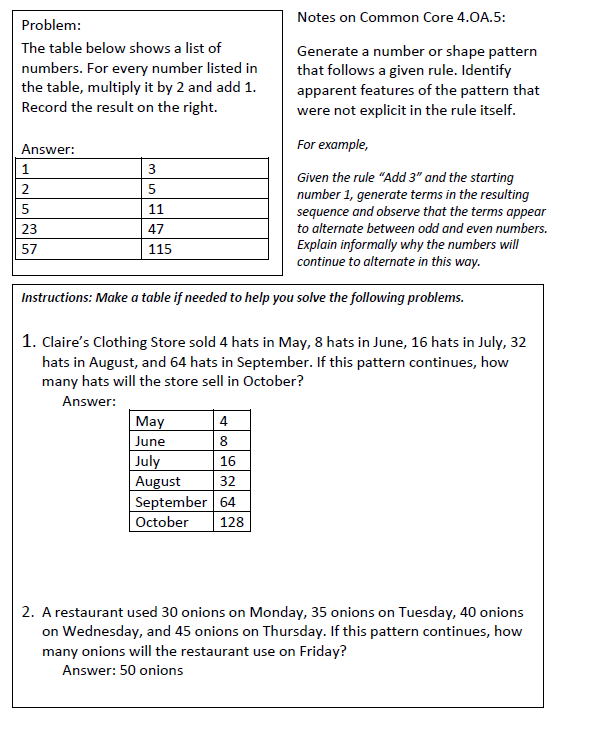 Problem:
The table below shows a list of
numbers. For every number listed in
the table, multiply it by 2 and add 1.
Record the result on the right.
Answer:
1 3
2 5
5 11
23 47
57 115
Notes on Common Core 4.OA.5:
Generate a number or shape pattern
that follows a given rule. Identify
apparent features of the pattern that
were not explicit in the rule itself.
For example,
Given the rule “Add 3” and the starting
number 1, generate terms in the resulting
sequence and observe that the terms appear
to alternate between odd and even numbers.
Explain informally why the numbers will
continue to alternate in this way.
Instructions: Make a table if needed to help you solve the following problems.
1. Claire’s Clothing Store sold 4 hats in May, 8 hats in June, 16 hats in July, 32
hats in August, and 64 hats in September. If this pattern continues, how
many hats will the store sell in October?
Answer:
May 4
June 8
July 16
August 32
September 64
October 128
2. A restaurant used 30 onions on Monday, 35 onions on Tuesday, 40 onions
on Wednesday, and 45 onions on Thursday. If this pattern continues, how
many onions will the restaurant use on Friday?
Answer: 50 onions